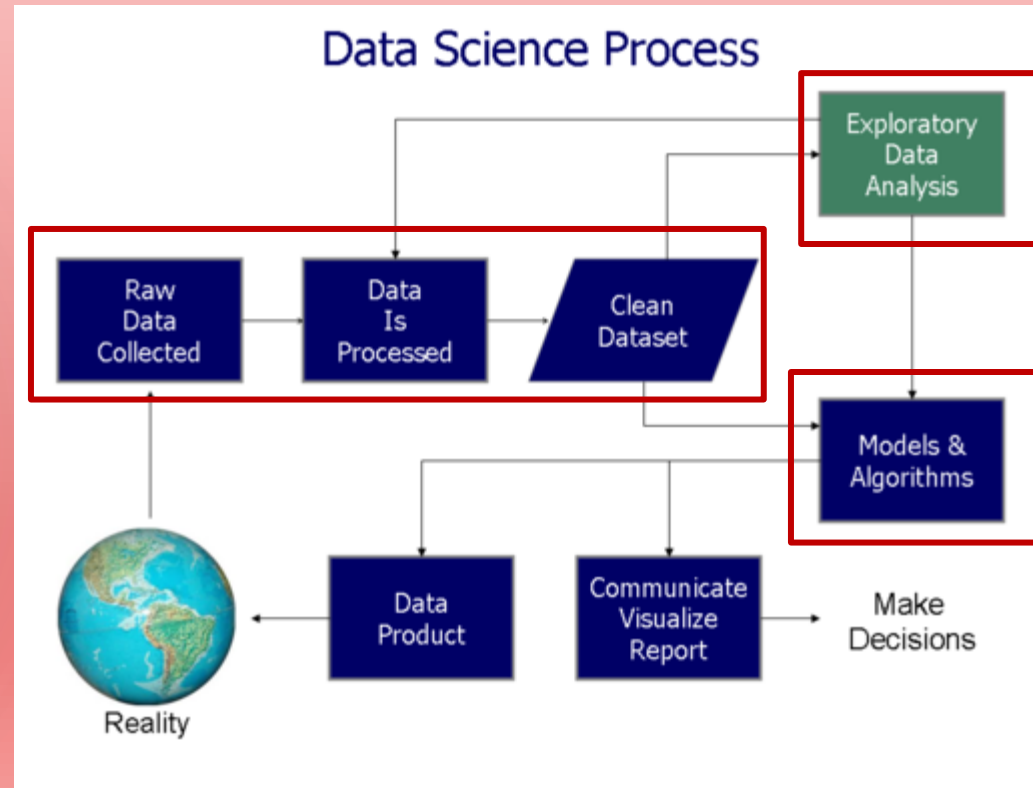 Data Science Process
Exploratory
Data
Analysis
Raw
Data
Collected
Data
Is
Processed
Clean
Dataset
Models &
Algorithms
Data
Product
Communicate
Visualize
Report
Make
Decisions
Reality